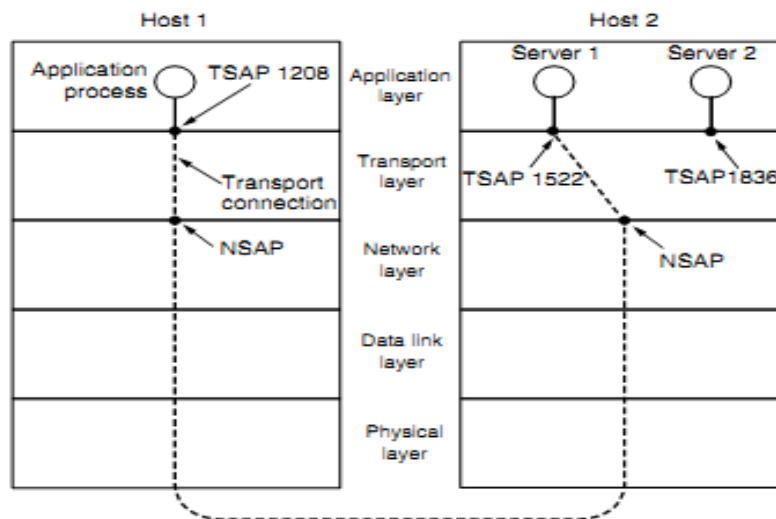 Host 1
Host 2
Application
process
TSAP 1208
Application
layer
Server 1
Server 2
Transport
connection
Transport
layer
TSAP 1522
TSAP1836
NSAP
Network
layer
NSAP
Data link
layer
Physical
layer